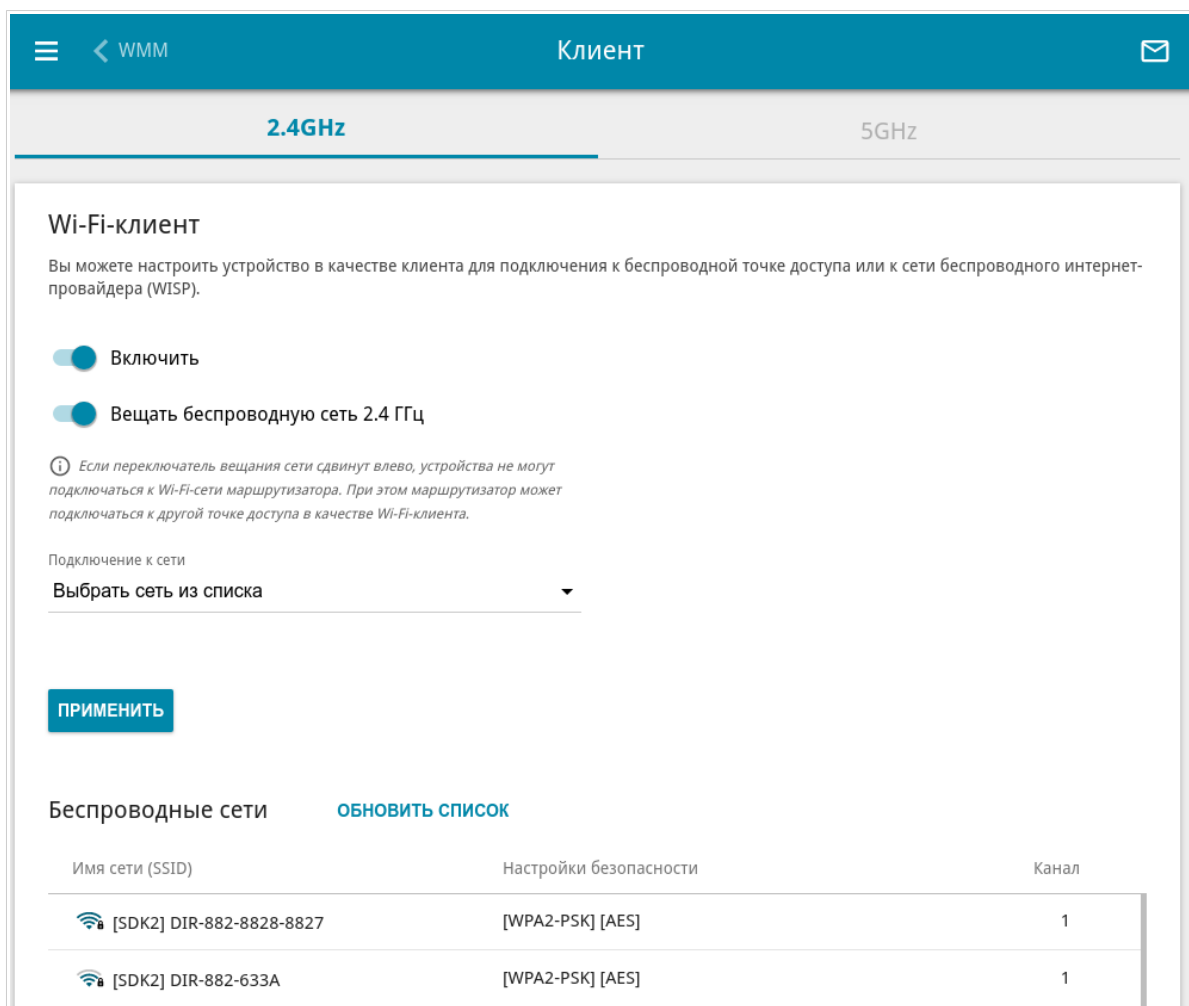 WMM
Клиент
2.4GHz
5GHz
Wi-Fi-клиент
Вы можете настроить устройство в качестве клиента для подключения к беспроводной точке доступа или к сети беспроводного интернет-
провайдера (WISP).
Включить
Вещать беспроводную сеть 2.4 ГГц
Если переключатель вещания сети сдвинут влево, устройства не могут
подключаться к Wi-Fi-сети маршрутизатора. При этом маршрутизатор может
подключаться к другой точке доступа в качестве Wi-Fi-клиента.
Подключение к сети
Выбрать сеть из списка
ПРИМЕНИТЬ
Беспроводные сети ОБНОВИТЬ СПИСОК
Имя сети (SSID) Настройки безопасности Канал
[SDK2] DIR-882-8828-8827 [WPA2-PSK] [AES] 1
[SDK2] DIR-882-633A [WPA2-PSK] [AES] 1